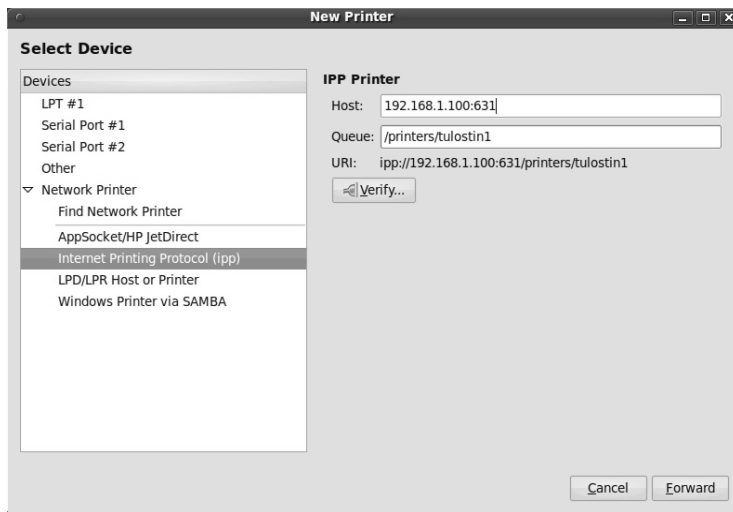 New Printer
Select Device
Devices
LPT #1
Serial Port #1
Serial Port #2
Other
Network Printer
Find Network Printer
AppSocket/HP JetDirect
Internet Printing Protocol (ipp)
LPD/LPR Host or Printer
Windows Printer via SAMBA
IPP Printer
Host: 192.168.1.100:631
Queue: /printers/tulostin1
URI: ipp://192.168.1.100:631/printers/tulostin1
Verify...
Cancel Forward